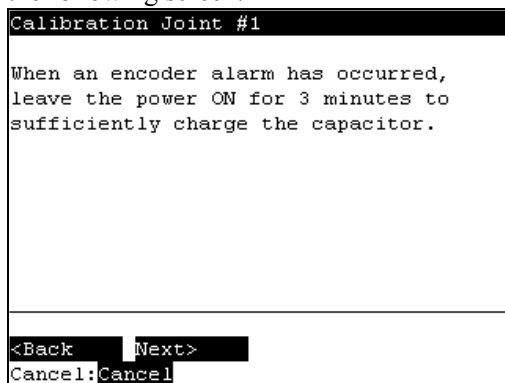 Calibration Joint #1
When an encoder alarm has occurred,
leave the power ON for 3 minutes to
sufficiently charge the capacitor.
<Back Next>
Cancel:Cancel